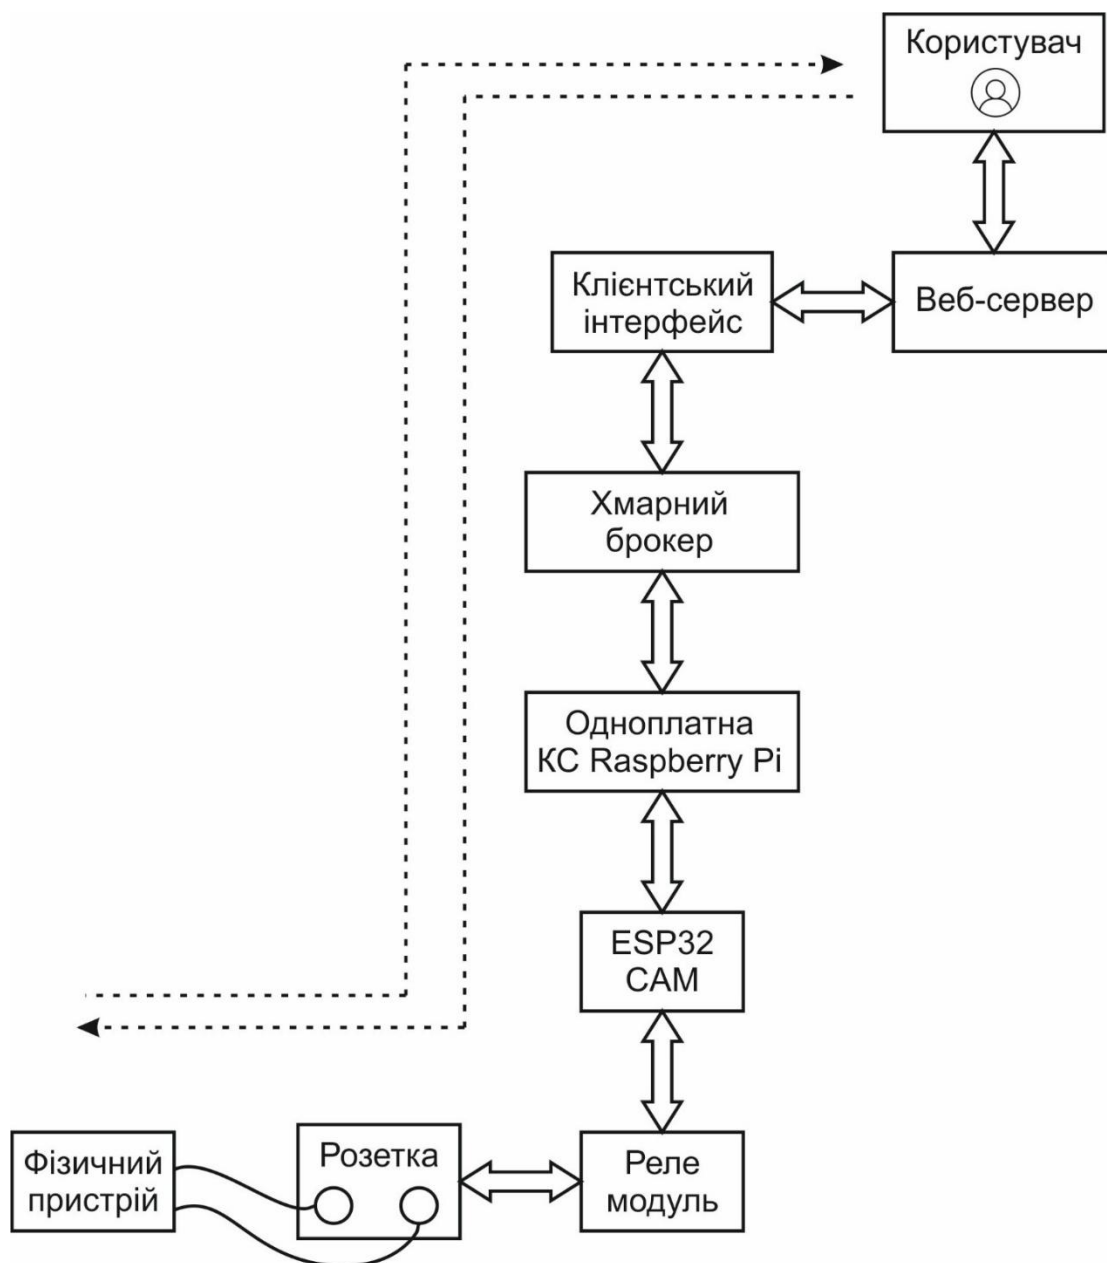 Користувач
Клієнтський
інтерфейс
Веб-сервер
Хмарний
брокер
Одноплатна
КС Raspberry Pi
ESP32
CAM
Фізичний
пристрій
Розетка
Реле
модуль